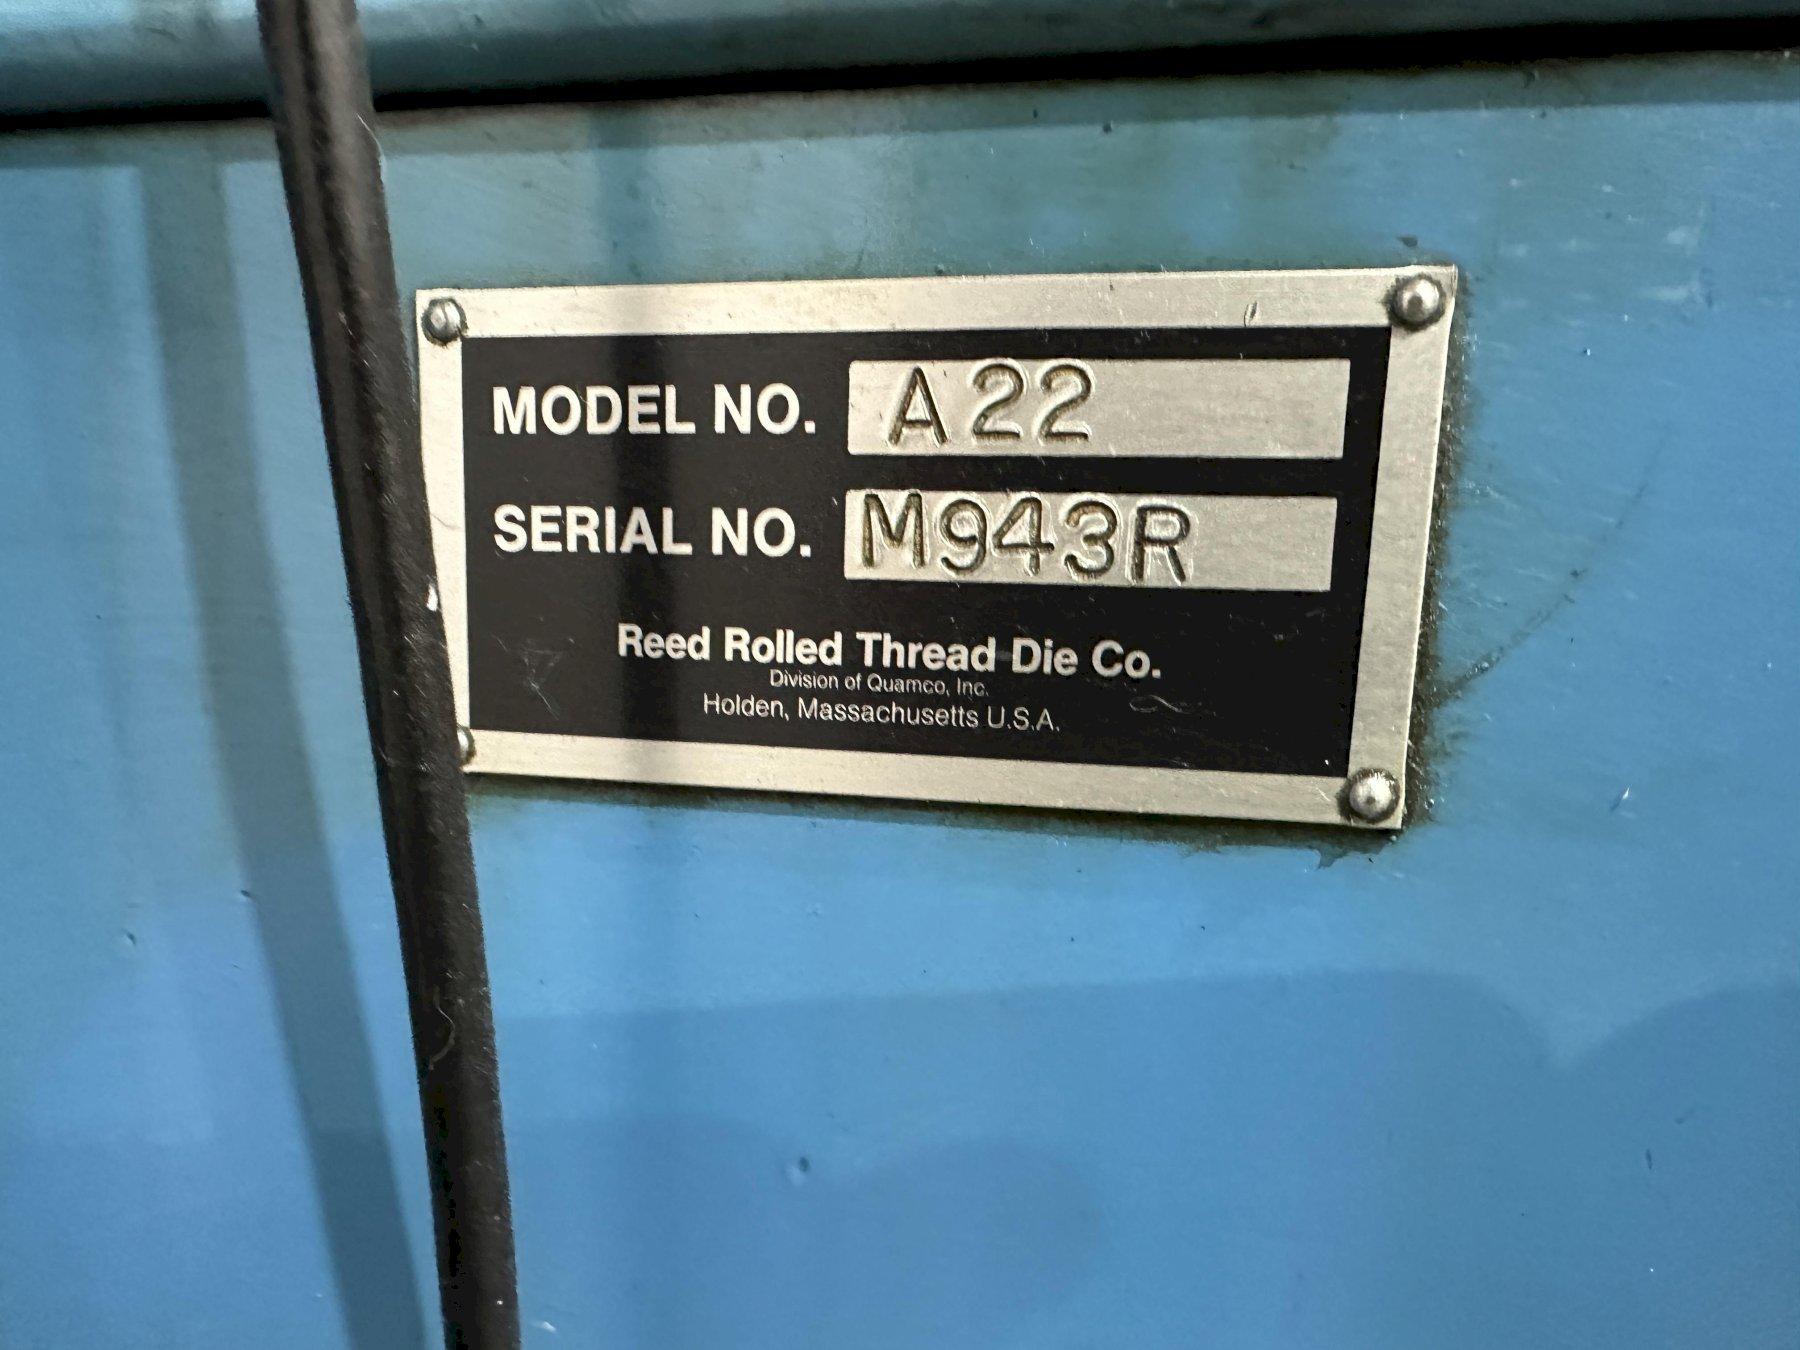 MODEL NO. A22
SERIAL NO. M943R
Reed Rolled Thread Die Co.
Division of Quamco, Inc.
Holden, Massachusetts U.S.A.